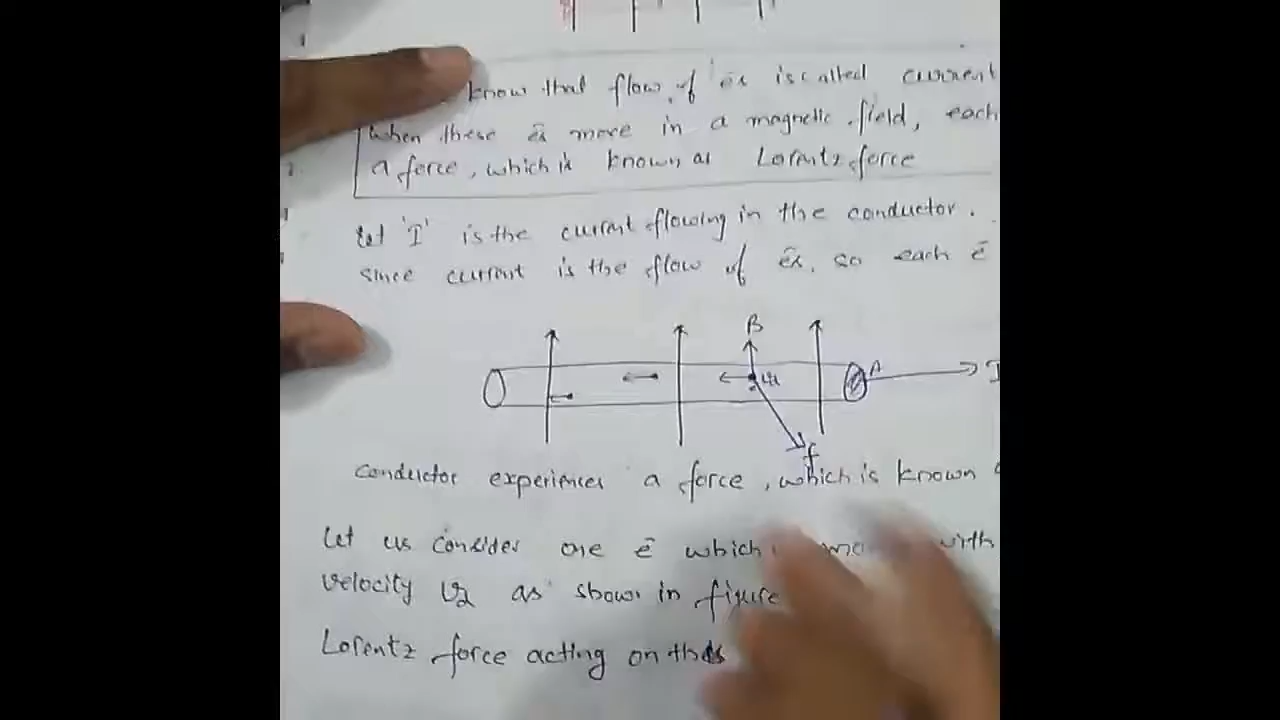 know that flow of ēs is called current
When these ēs move in a magnetic field, each
a force, which is known as Lorentz force
Let 'I' is the current flowing in the conductor.
since current is the flow of ēs, so each ē
B
A
I
f
conductor experiences a force, which is known
Let us consider one ē which with
velocity as shown in figure
Lorentz force acting on this